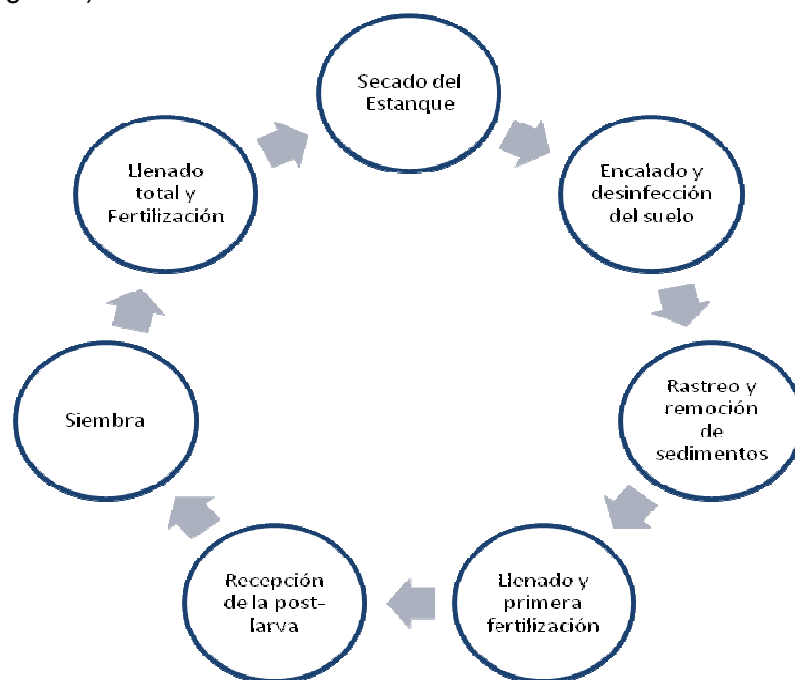 Secado del
Estanque
Encalado y
desinfección
del suelo
Rastreo y
remoción
de
sedimentos
Llenado y
primera
fertilización
Recepción
de la post-
larva
Siembra
Llenado
total y
Fertilización